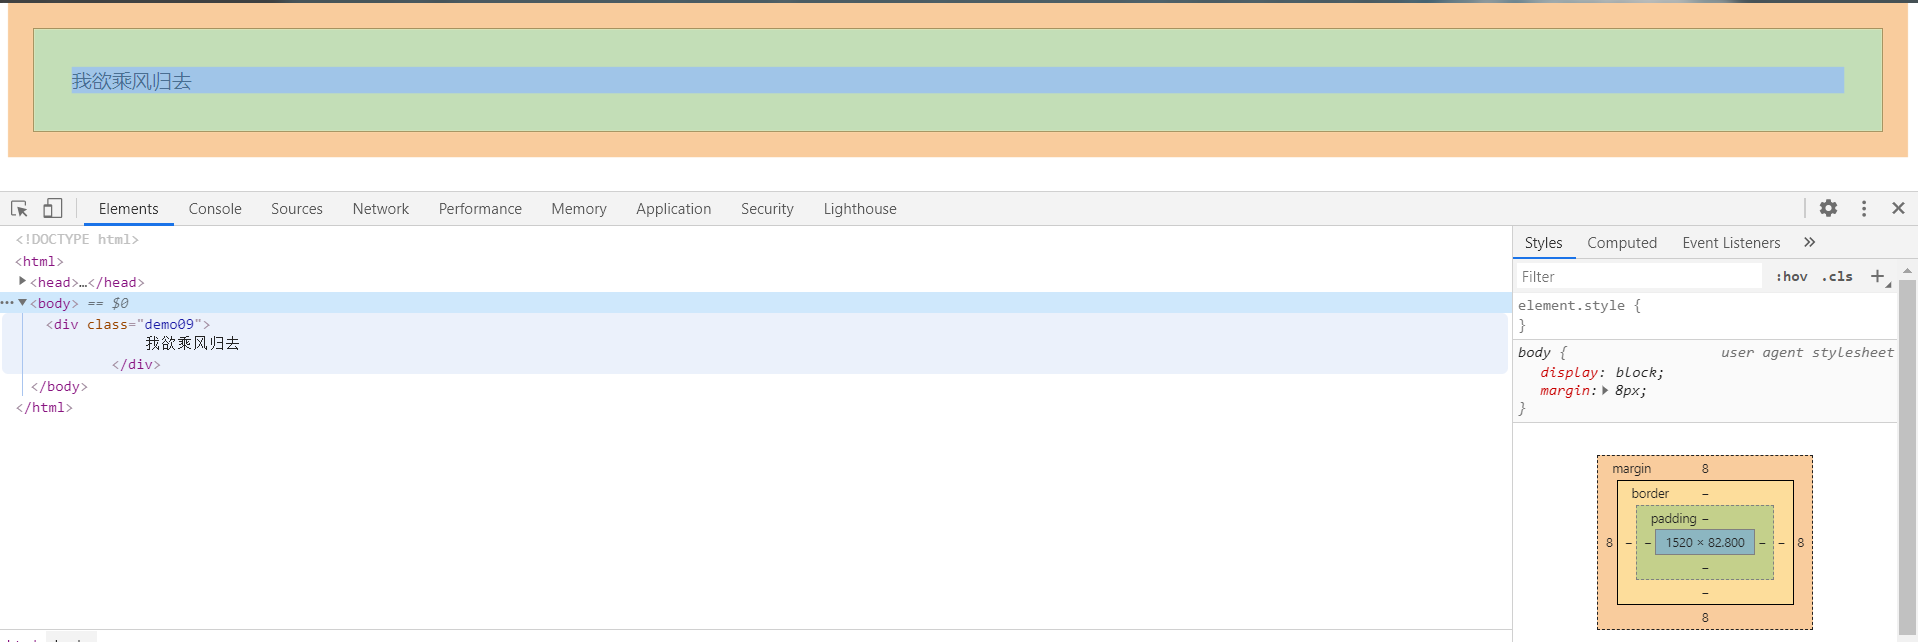 我欲乘风归去
Elements Console Sources Network Performance Memory Application Security Lighthouse
<!DOCTYPE html>
<html>
<head>…</head>
<body> == $0
<div class="demo09">
我欲乘风归去
</div>
</body>
</html>
Styles Computed Event Listeners »
Filter :hov .cls +
element.style {
}
body { user agent stylesheet
display: block;
margin: 8px;
}
margin 8
border –
padding –
8 – – 1520 × 82.800 – – 8
–
–
8